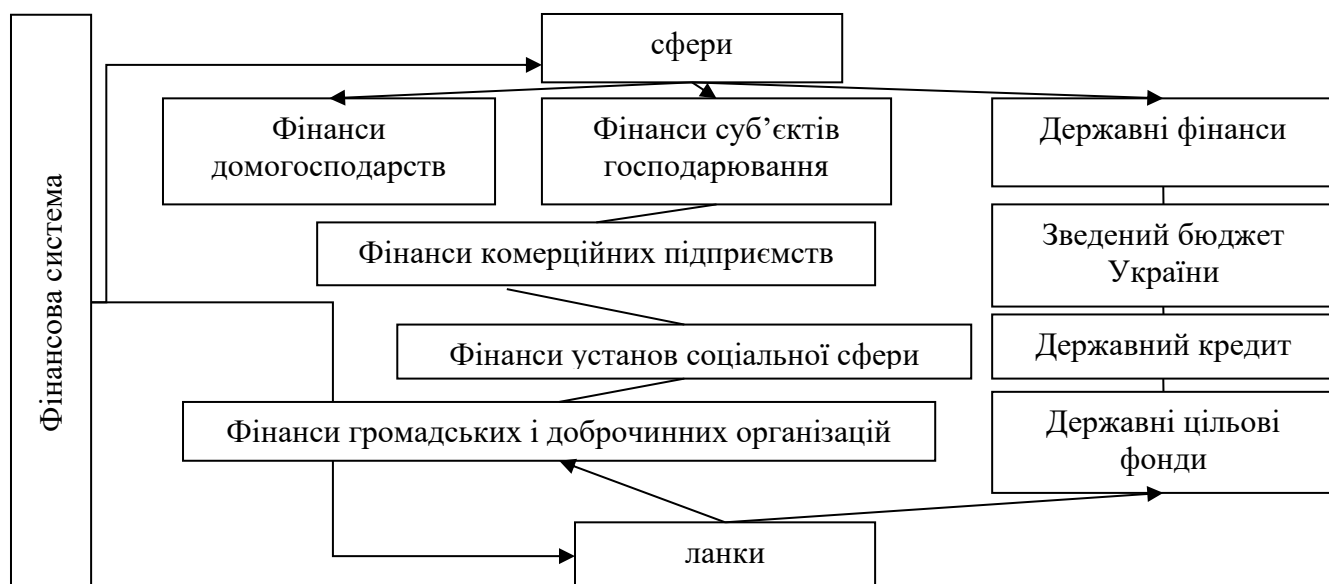 Фінансова система
сфери
Фінанси
домогосподарств
Фінанси суб’єктів
господарювання
Державні фінанси
Фінанси комерційних підприємств
Зведений бюджет
України
Фінанси установ соціальної сфери
Державний кредит
Фінанси громадських і доброчинних організацій
Державні цільові
фонди
ланки